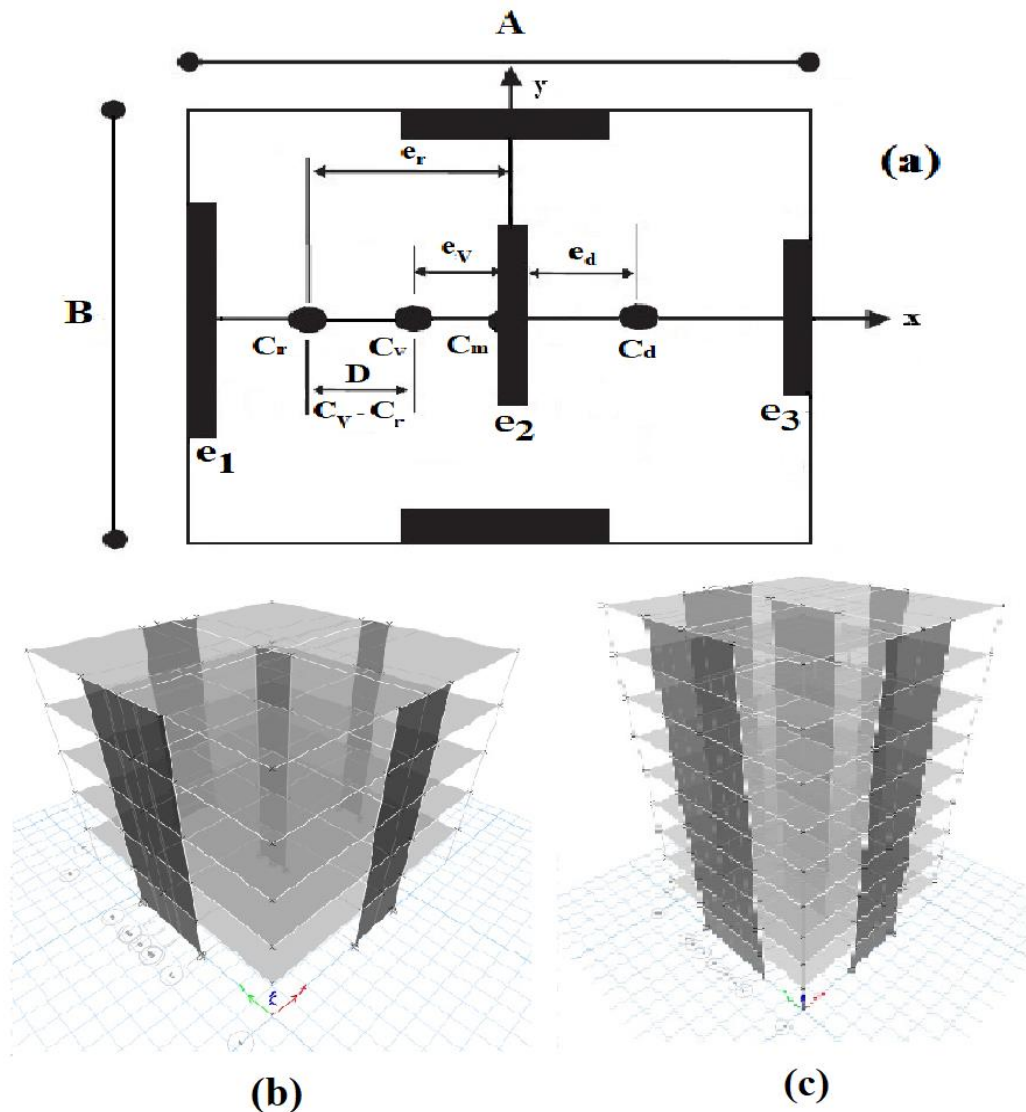 A
y
(a)
e_r
e_V
e_d
B
x
C_r
C_v
C_m
C_d
D
C_V - C_r
e_1
e_2
e_3
(b)
(c)